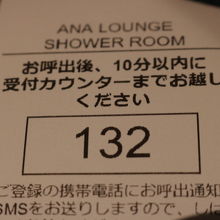 ANA LOUNGE
SHOWER ROOM
お呼出後、10分以内に
受付カウンターまでお越し
ください
132
ご登録の携帯電話にお呼出通知
SMSをお送りしますので、しば